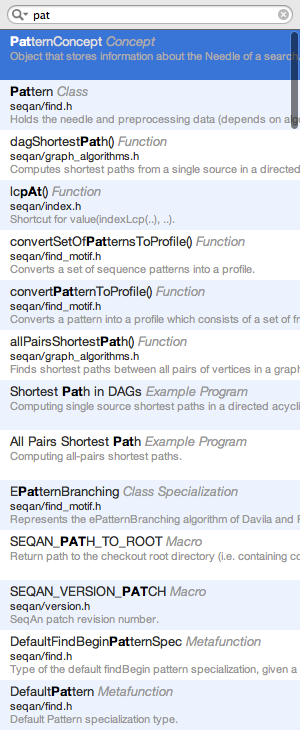 pat
PatternConcept Concept
Object that stores information about the Needle of a search
Pattern Class
seqan/find.h
Holds the needle and preprocessing data (depends on algo
dagShortestPath() Function
seqan/graph_algorithms.h
Computes shortest paths from a single source in a directed
lcpAt() Function
seqan/index.h
Shortcut for value(indexLcp(..), ..).
convertSetOfPatternsToProfile() Function
seqan/find_motif.h
Converts a set of sequence patterns into a profile.
convertPatternToProfile() Function
seqan/find_motif.h
Converts a pattern into a profile which consists of a set of fr
allPairsShortestPath() Function
seqan/graph_algorithms.h
Finds shortest paths between all pairs of vertices in a graph
Shortest Path in DAGs Example Program
Computing single source shortest paths in a directed acycli
All Pairs Shortest Path Example Program
Computing all-pairs shortest paths.
EPatternBranching Class Specialization
seqan/find_motif.h
Represents the ePatternBranching algorithm of Davila and R
SEQAN_PATH_TO_ROOT Macro
Return path to the checkout root directory (i.e. containing co
SEQAN_VERSION_PATCH Macro
seqan/version.h
SeqAn patch revision number.
DefaultFindBeginPatternSpec Metafunction
seqan/find.h
Type of the default findBegin pattern specialization, given a
DefaultPattern Metafunction
seqan/find.h
Default Pattern specialization type.